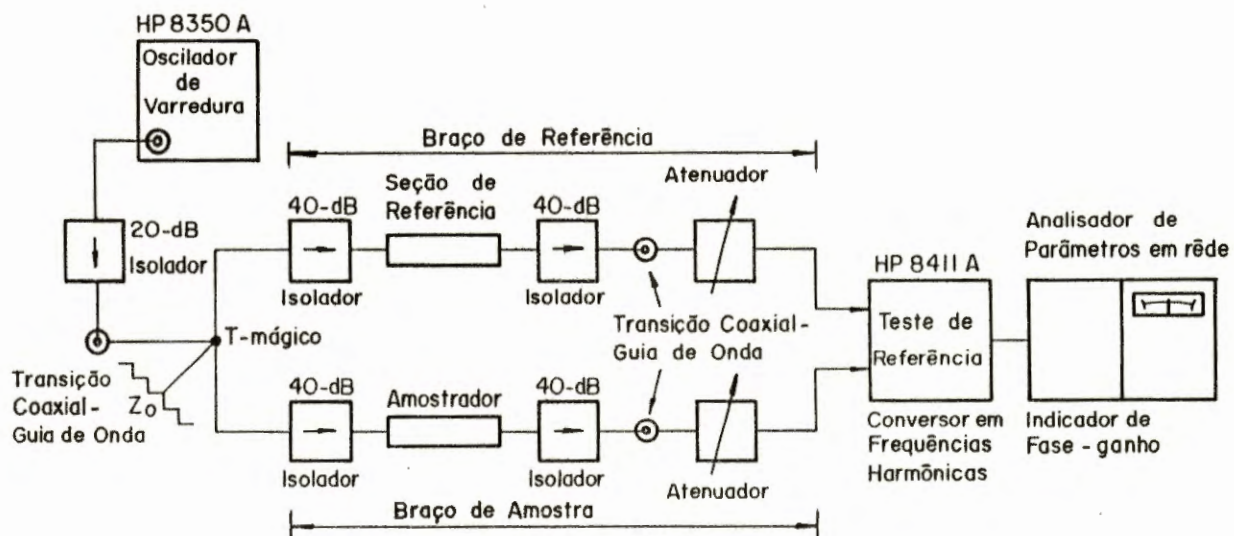 HP 8350 A
Oscilador
de
Varredura
20-dB
Isolador
Transição
Coaxial-
Guia de Onda
Zo
T-mágico
Braço de Referência
40-dB
Isolador
Seção de
Referência
40-dB
Isolador
Atenuador
Transição Coaxial-
Guia de Onda
40-dB
Isolador
Amostrador
40-dB
Isolador
Atenuador
Braço de Amostra
HP 8411 A
Teste de
Referência
Conversor em
Frequências
Harmônicas
Analisador de
Parâmetros em rêde
Indicador de
Fase - ganho